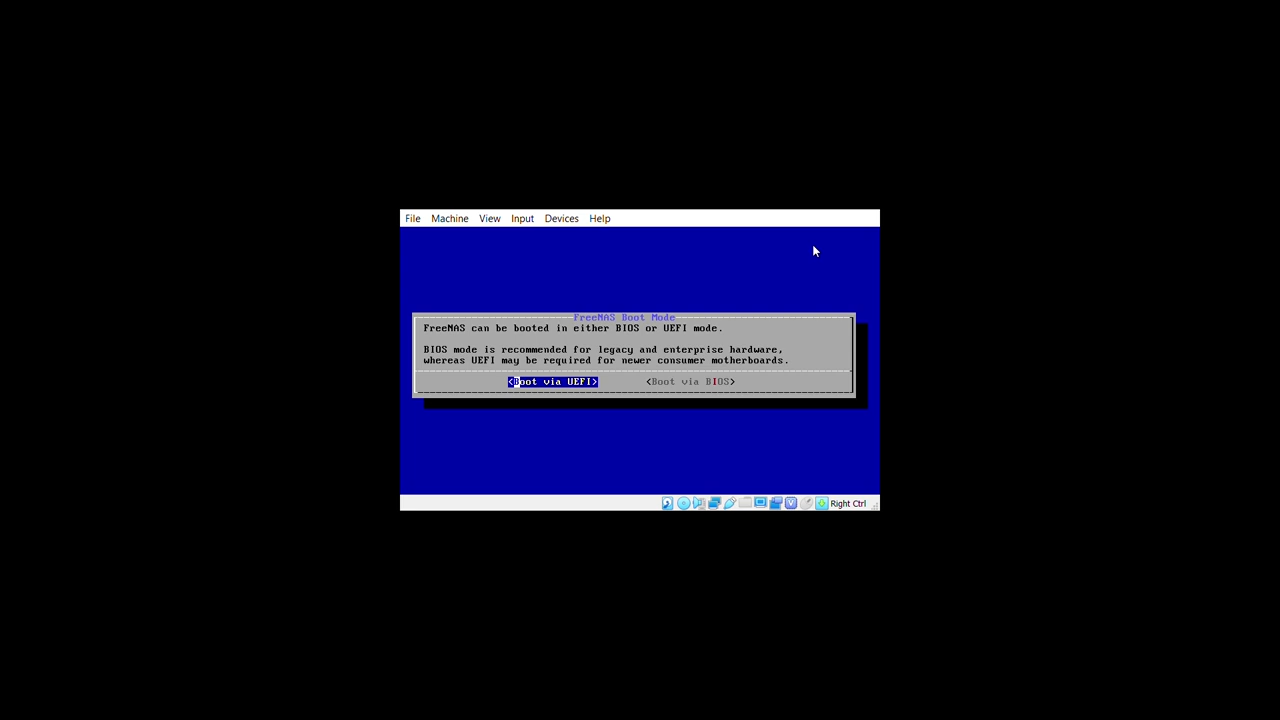 File Machine View Input Devices Help
FreeNAS Boot Mode
FreeNAS can be booted in either BIOS or UEFI mode.
BIOS mode is recommended for legacy and enterprise hardware,
whereas UEFI may be required for newer consumer motherboards.
<Boot via UEFI> <Boot via BIOS>
Right Ctrl